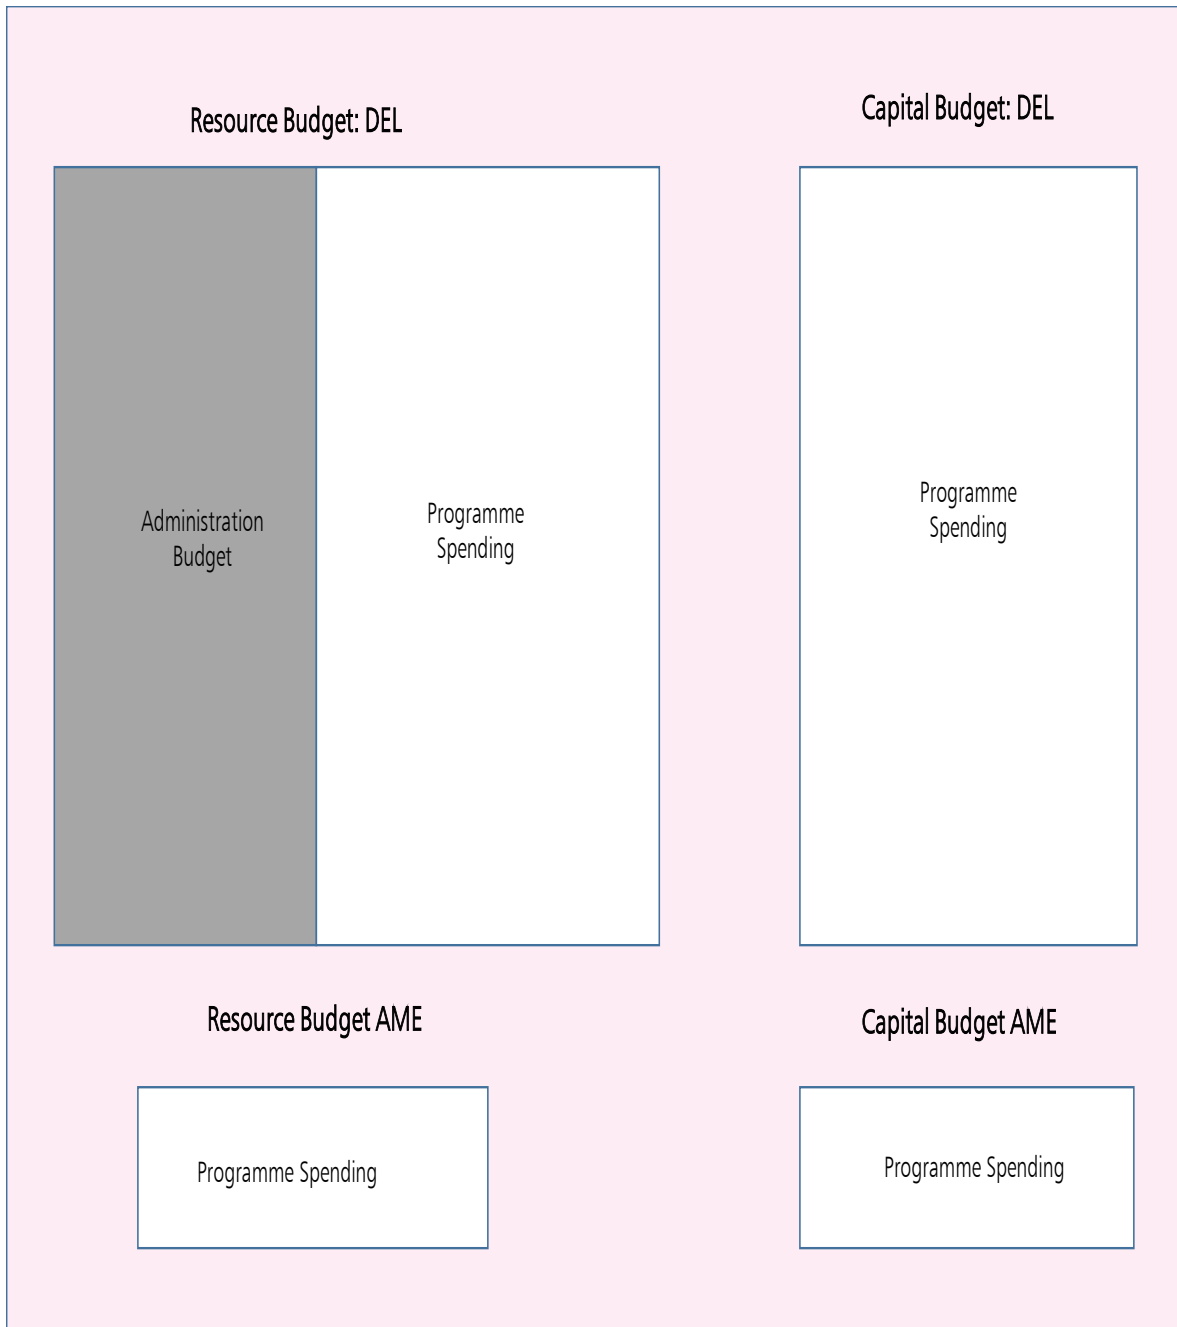 Resource Budget: DEL
Capital Budget: DEL
Administration
Budget
Programme
Spending
Programme
Spending
Resource Budget AME
Capital Budget AME
Programme Spending
Programme Spending